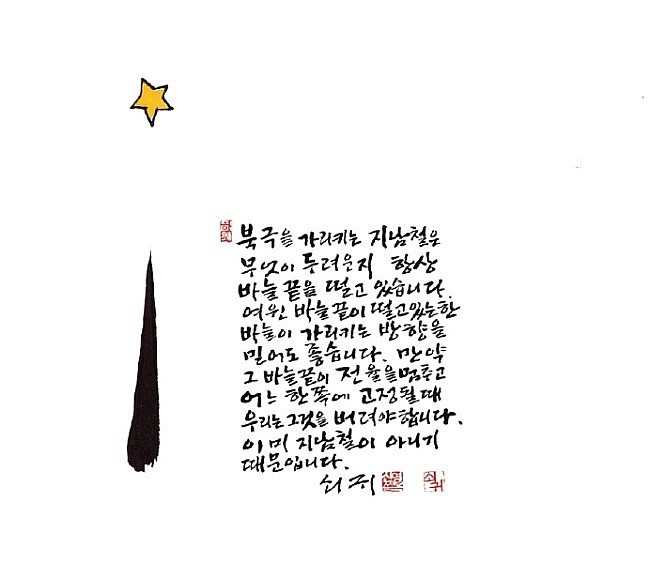 북극을 가리키는 지남철은
무엇이 두려운지 항상
바늘 끝을 떨고 있습니다.
여윈 바늘 끝이 떨고 있는 한
바늘이 가리키는 방향을
믿어도 좋습니다. 만약
그 바늘 끝이 전율을 멈추고
어느 한쪽에 고정될 때
우리는 그것을 버려야 합니다.
이미 지남철이 아니기
때문입니다.
쇠귀